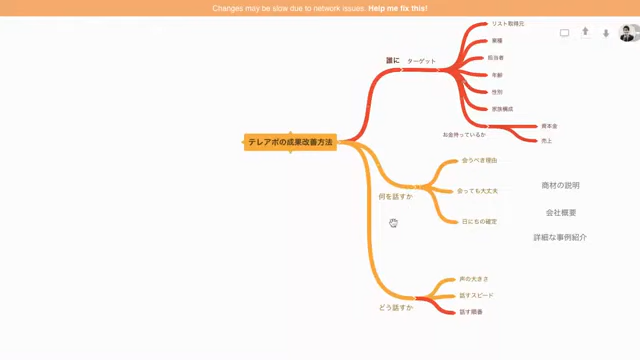 Changes may be slow due to network issues. Help me fix this!
リスト取得元
業種
担当者
誰に ターゲット
年齢
性別
家族構成
お金持っているか
資本金
売上
テレアポの成果改善方法
会うべき理由
会っても大丈夫
何を話すか
日にちの確定
商材の説明
会社概要
詳細な事例紹介
声の大きさ
話すスピード
どう話すか
話す順番